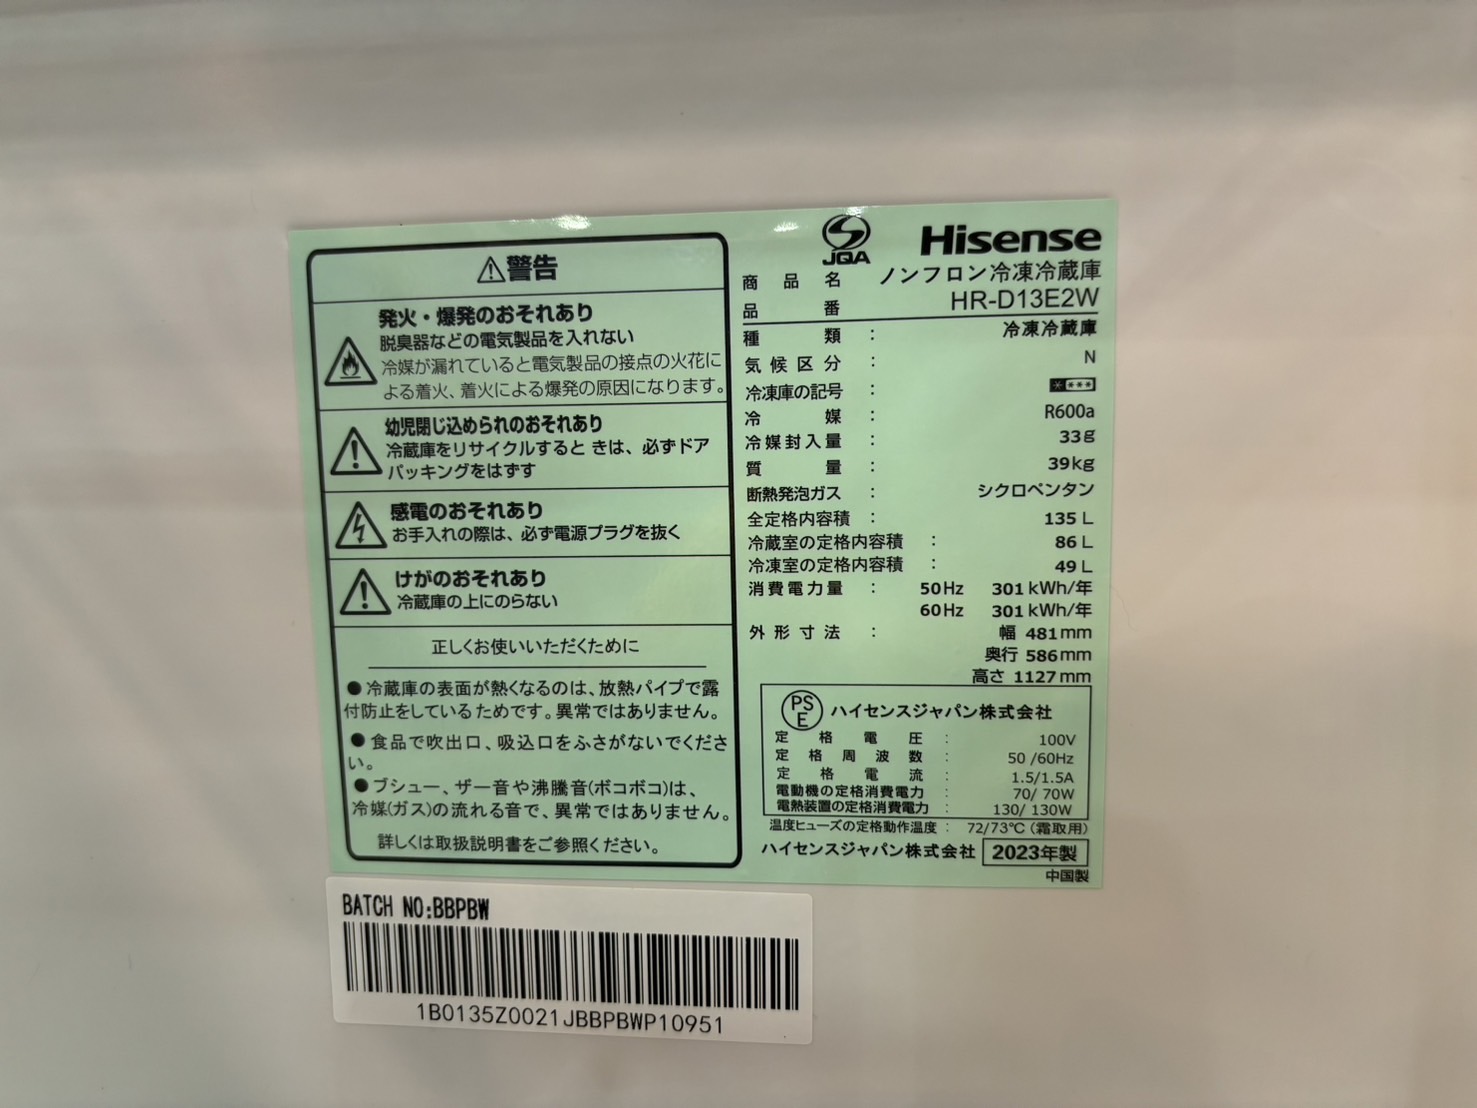 ⚠警告
発火・爆発のおそれあり
脱臭器などの電気製品を入れない
冷媒が漏れていると電気製品の接点の火花に
よる着火、着火による爆発の原因になります。
幼児閉じ込められのおそれあり
冷蔵庫をリサイクルするときは、必ずドア
パッキングをはずす
感電のおそれあり
お手入れの際は、必ず電源プラグを抜く
けがのおそれあり
冷蔵庫の上にのらない
正しくお使いいただくために
●冷蔵庫の表面が熱くなるのは、放熱パイプで露
付防止をしているためです。異常ではありません。
●食品で吹出口、吸込口をふさがないでくださ
い。
●ブシュー、ザー音や沸騰音(ボコボコ)は、
冷媒(ガス)の流れる音で、異常ではありません。
詳しくは取扱説明書をご参照ください。
JQA
Hisense
商品名 ノンフロン冷凍冷蔵庫
品番 HR-D13E2W
種類 : 冷凍冷蔵庫
気候区分 : N
冷凍庫の記号 : ****
冷媒 : R600a
冷媒封入量 : 33g
質量 : 39kg
断熱発泡ガス : シクロペンタン
全定格内容積 : 135 L
冷蔵室の定格内容積 : 86 L
冷凍室の定格内容積 : 49 L
消費電力量 : 50Hz 301 kWh/年
60Hz 301 kWh/年
外形寸法 : 幅 481mm
奥行 586mm
高さ 1127mm
PSE ハイセンスジャパン株式会社
定格電圧 : 100V
定格周波数 : 50 /60Hz
定格電流 : 1.5/1.5A
電動機の定格消費電力 : 70/ 70W
電熱装置の定格消費電力 : 130/ 130W
温度ヒューズの定格動作温度 : 72/73℃ (霜取用)
ハイセンスジャパン株式会社 2023年製
中国製
BATCH NO:BBPBW
1B0135Z0021JBBPBWP10951